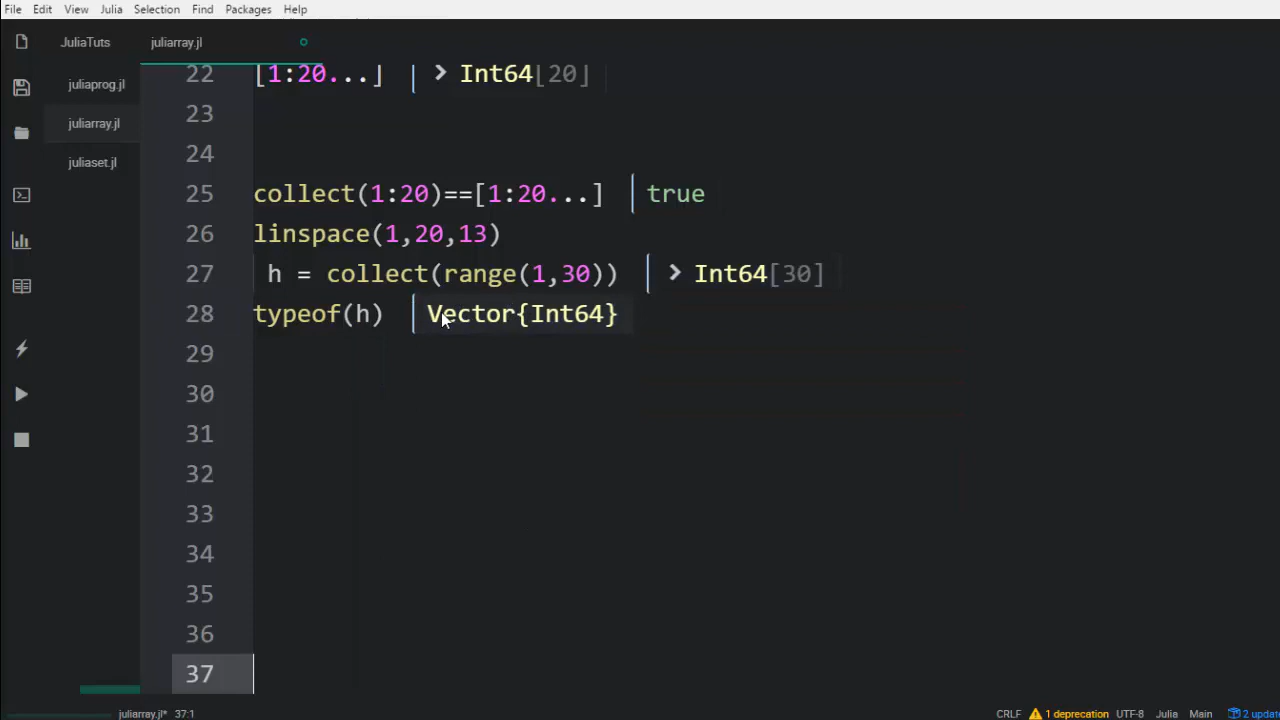 File Edit View Julia Selection Find Packages Help
JuliaTuts juliarray.jl
juliaprog.jl
juliarray.jl
juliaset.jl
22 [1:20...] > Int64[20]
23
24
25 collect(1:20)==[1:20...] true
26 linspace(1,20,13)
27 h = collect(range(1,30)) > Int64[30]
28 typeof(h) Vector{Int64}
29
30
31
32
33
34
35
36
37
juliarray.jl* 37:1 CRLF 1 deprecation UTF-8 Julia Main